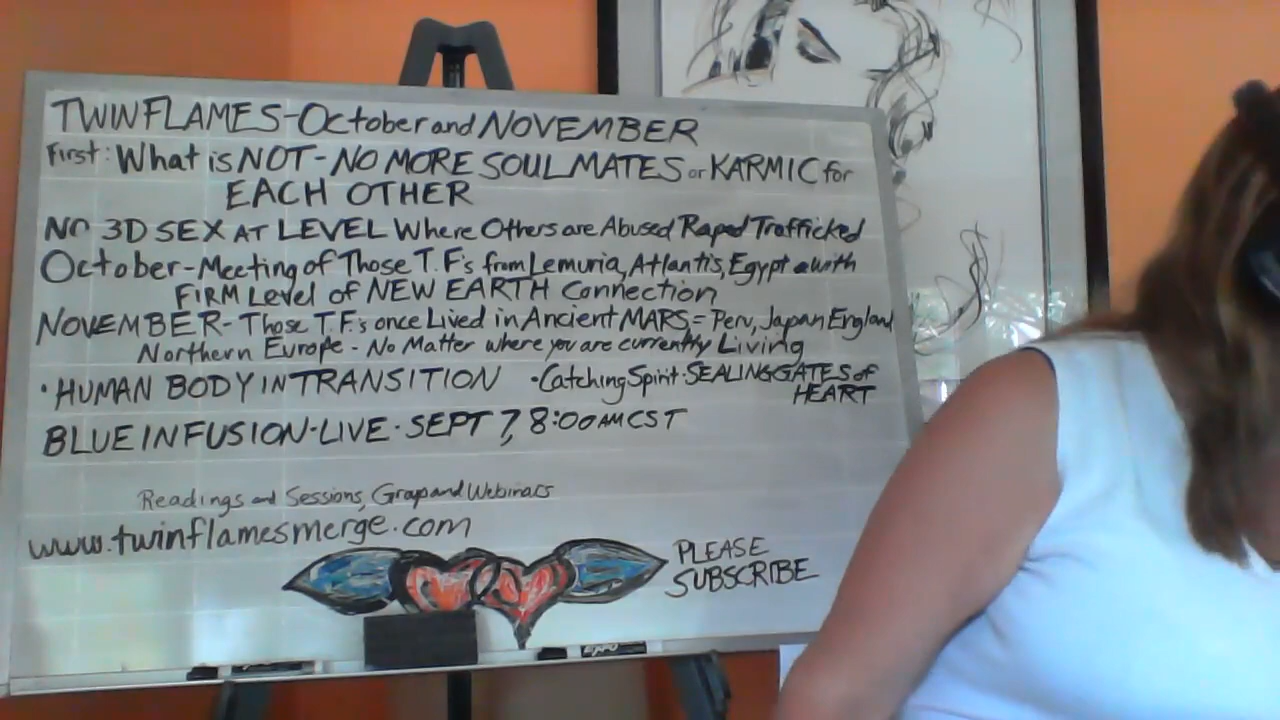 TWINFLAMES-October and NOVEMBER
First: What is NOT - NO MORE SOULMATES or KARMIC for
EACH OTHER
NO 3D SEX AT LEVEL Where Others are Abused Raped Trafficked
October-Meeting of Those T.F's from Lemuria, Atlantis, Egypt with
FIRM Level of NEW EARTH Connection
NOVEMBER- Those T.F.'s once Lived in Ancient MARS = Peru, Japan England
Northern Europe - No Matter where you are currently Living
• HUMAN BODY IN TRANSITION • Catching Spirit: SEALING GATES of
HEART
BLUE INFUSION • LIVE • SEPT 7, 8:00 AM CST
Readings and Sessions, Group and Webinars
www.twinflamesmerge.com
PLEASE
SUBSCRIBE
EXPO